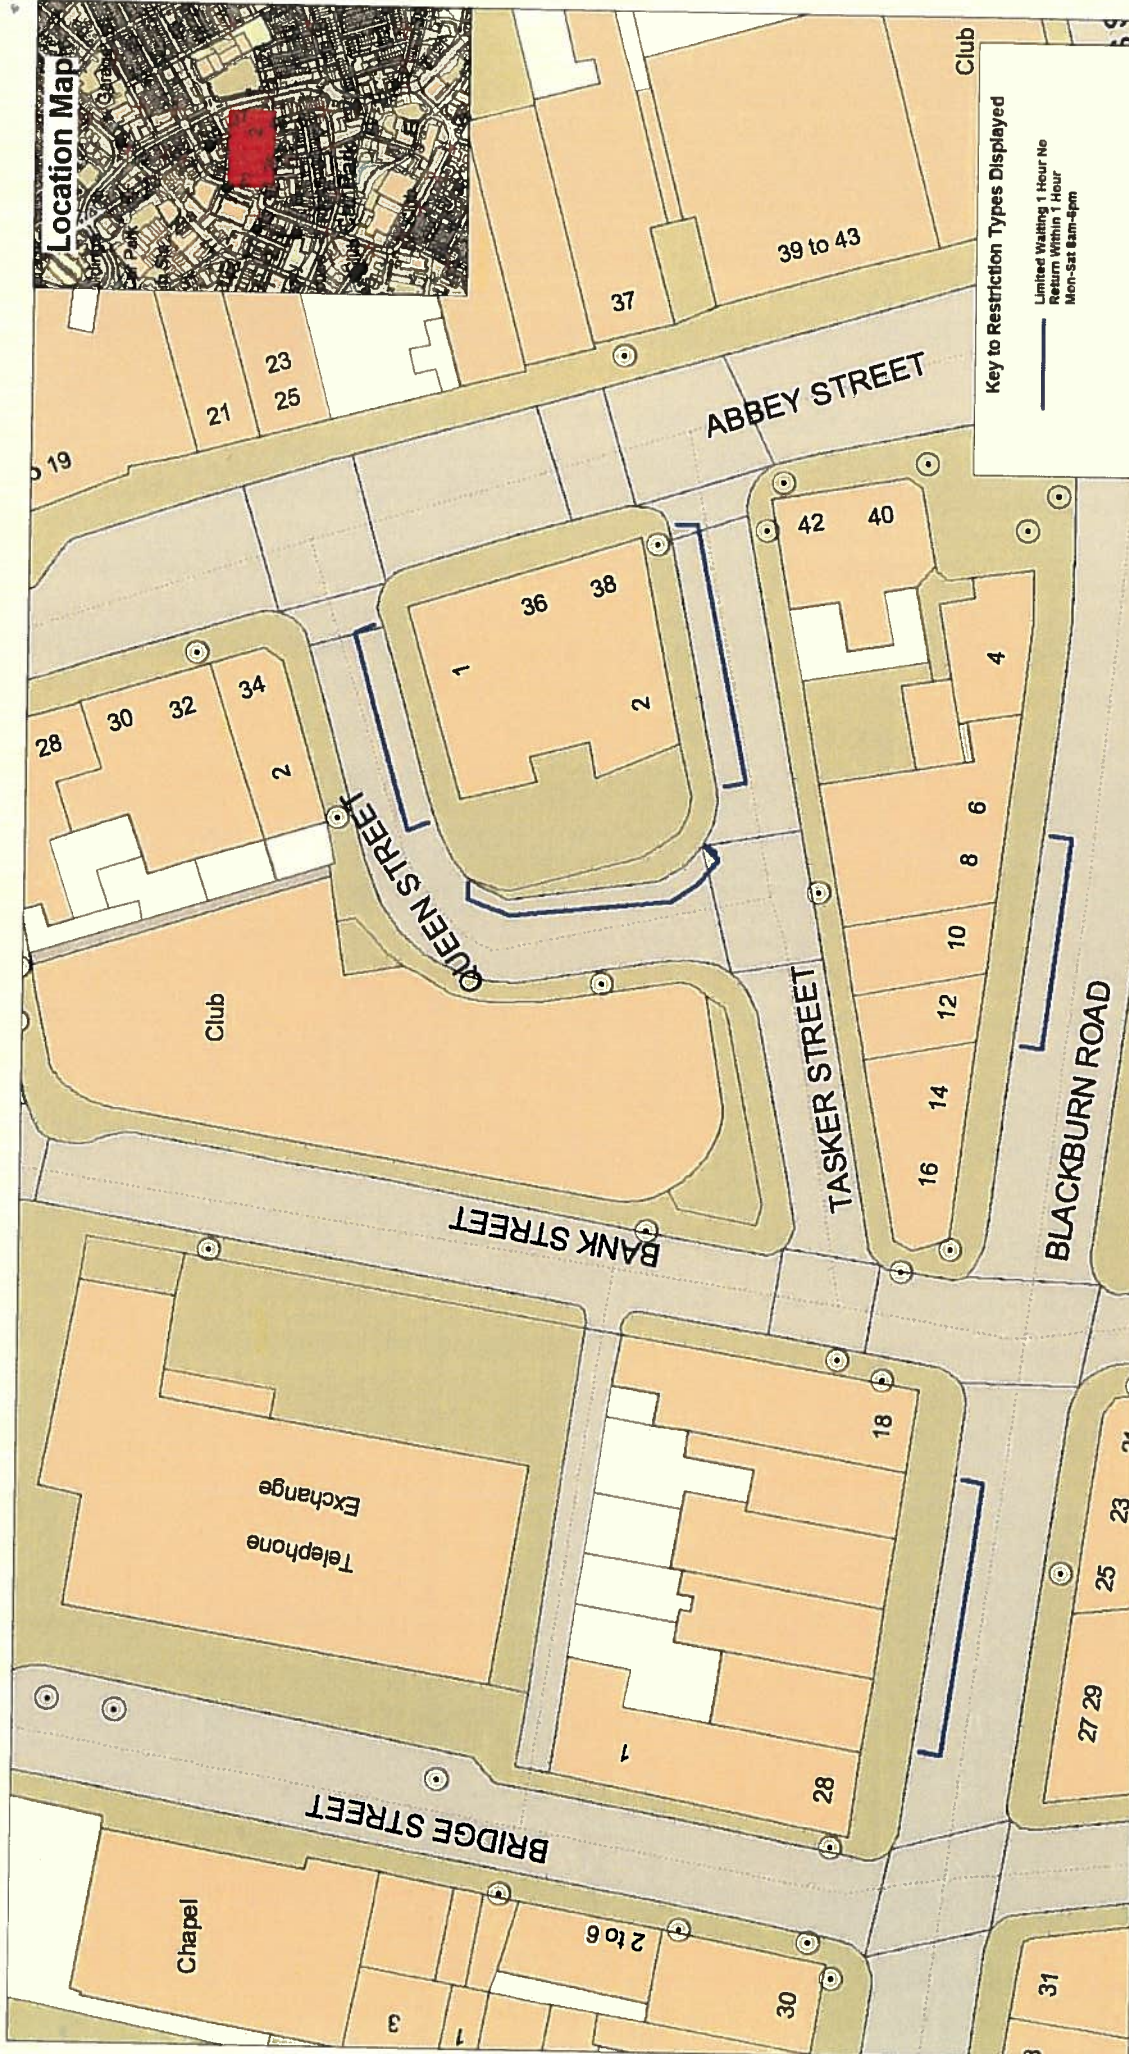 Location Map
Club
Key to Restriction Types Displayed
Limited Waiting 1 Hour No
Return Within 1 Hour
Mon-Sat 8am-6pm
39 to 43
37
23
25
21
19
ABBEY STREET
42
40
36
38
1
2
34
32
30
28
2
4
6
8
10
12
14
16
QUEEN STREET
Club
TASKER STREET
BLACKBURN ROAD
BANK STREET
Telephone
Exchange
18
23
25
27 29
1
28
BRIDGE STREET
Chapel
2 to 6
30
31
3
1